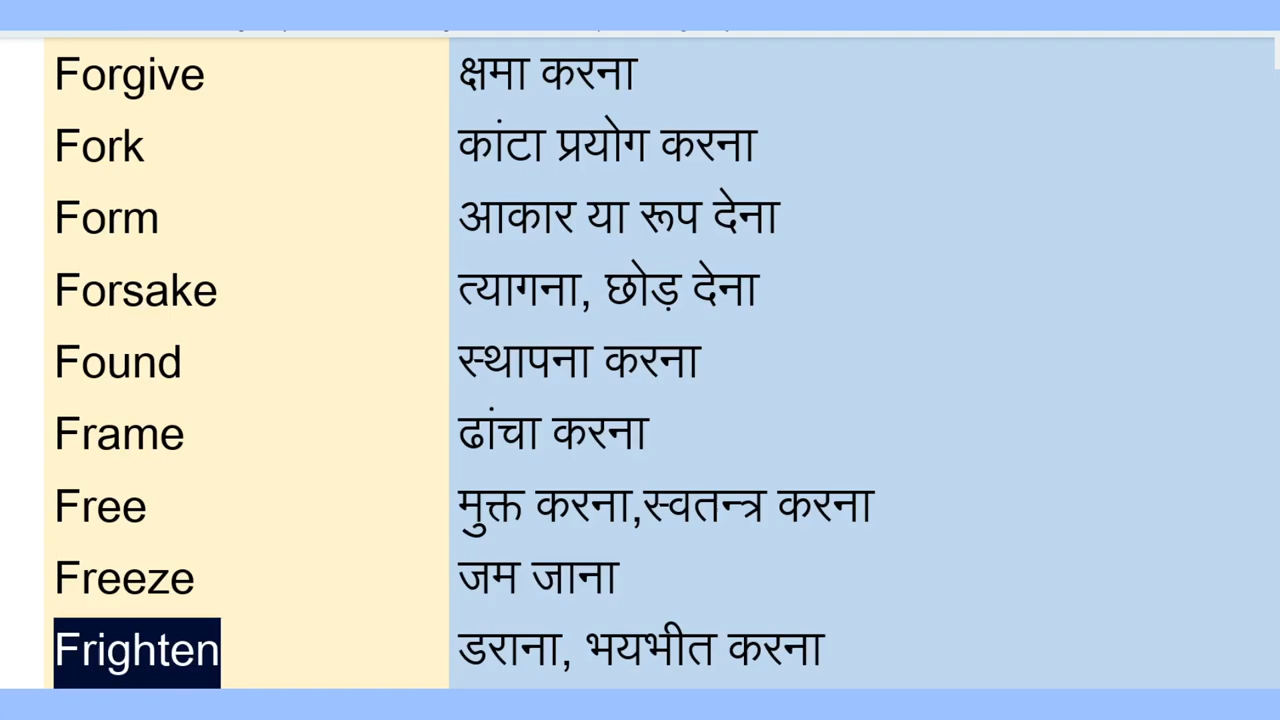 Forgive क्षमा करना
Fork कांटा प्रयोग करना
Form आकार या रूप देना
Forsake त्यागना, छोड़ देना
Found स्थापना करना
Frame ढांचा करना
Free मुक्त करना,स्वतन्त्र करना
Freeze जम जाना
Frighten डराना, भयभीत करना